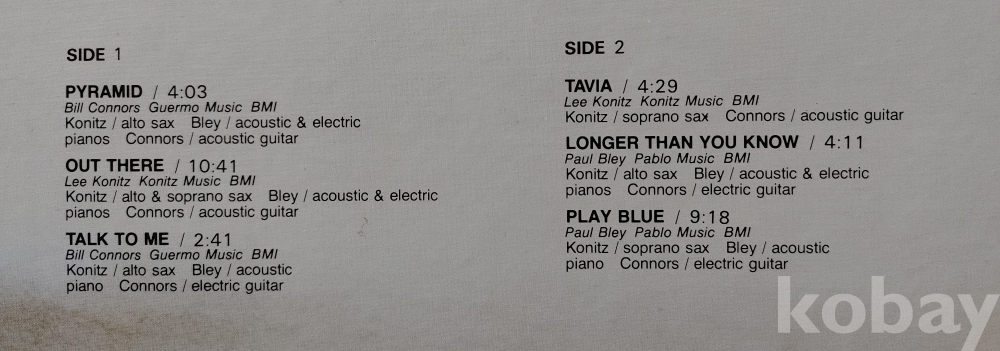 SIDE 1
PYRAMID / 4:03
Bill Connors Guermo Music BMI
Konitz / alto sax Bley / acoustic & electric
pianos Connors / acoustic guitar
OUT THERE / 10:41
Lee Konitz Konitz Music BMI
Konitz / alto & soprano sax Bley / acoustic & electric
pianos Connors / acoustic guitar
TALK TO ME / 2:41
Bill Connors Guermo Music BMI
Konitz / alto sax Bley / acoustic
piano Connors / electric guitar
SIDE 2
TAVIA / 4:29
Lee Konitz Konitz Music BMI
Konitz / soprano sax Connors / acoustic guitar
LONGER THAN YOU KNOW / 4:11
Paul Bley Pablo Music BMI
Konitz / alto sax Bley / acoustic & electric
pianos Connors / electric guitar
PLAY BLUE / 9:18
Paul Bley Pablo Music BMI
Konitz / soprano sax Bley / acoustic
piano Connors / electric guitar
kobay